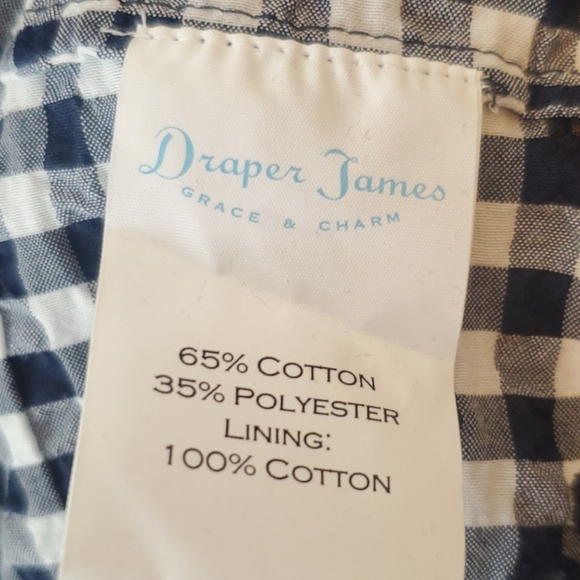 Draper James
GRACE & CHARM
65% COTTON
35% POLYESTER
LINING:
100% COTTON